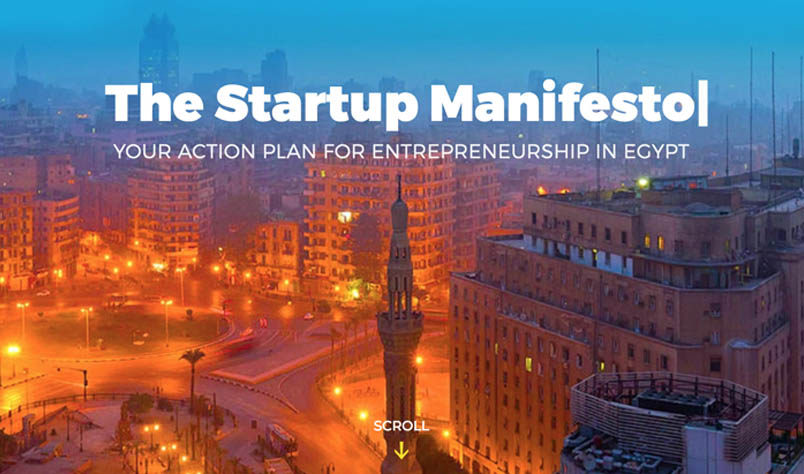 The Startup Manifesto|
YOUR ACTION PLAN FOR ENTREPRENEURSHIP IN EGYPT
SCROLL